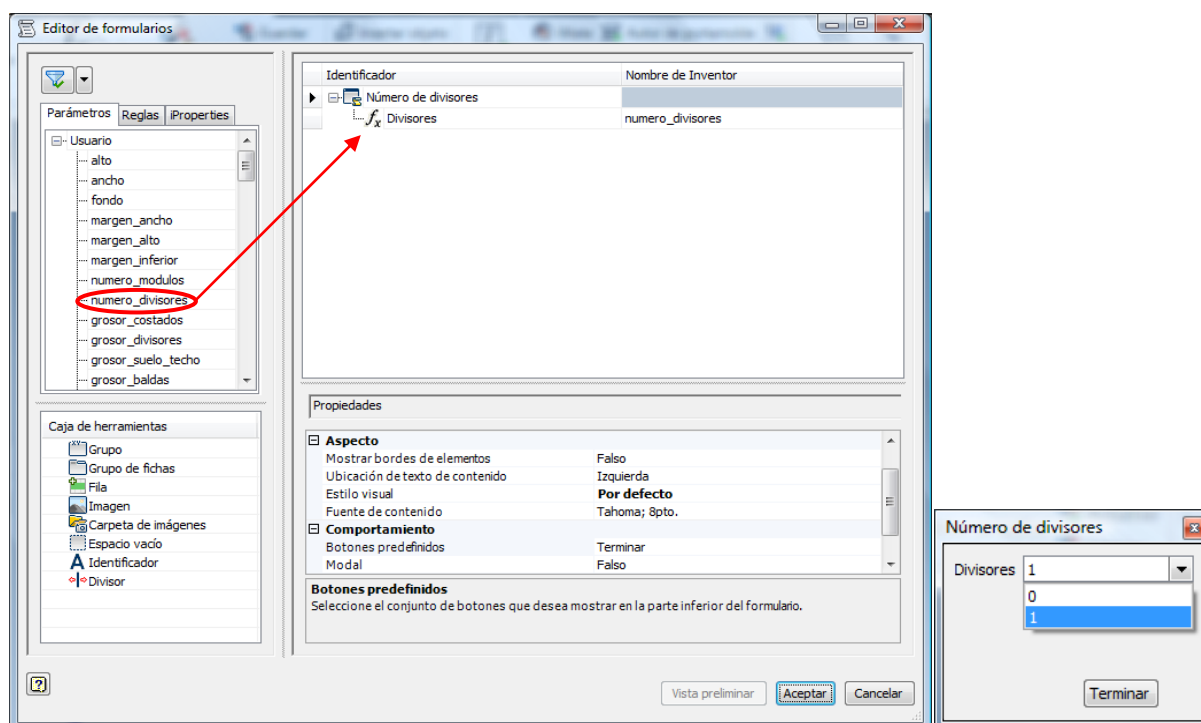 Editor de formularios
Parámetros Reglas iProperties
Usuario
alto
ancho
fondo
margen_ancho
margen_alto
margen_inferior
numero_modulos
numero_divisores
grosor_costados
grosor_divisores
grosor_suelo_techo
grosor_baldas
Caja de herramientas
Grupo
Grupo de fichas
Fila
Imagen
Carpeta de imágenes
Espacio vacío
A Identificador
Divisor
Identificador Nombre de Inventor
Número de divisores
fx Divisores numero_divisores
Propiedades
Aspecto
Mostrar bordes de elementos Falso
Ubicación de texto de contenido Izquierda
Estilo visual Por defecto
Fuente de contenido Tahoma; 8pto.
Comportamiento
Botones predefinidos Terminar
Modal Falso
Botones predefinidos
Seleccione el conjunto de botones que desea mostrar en la parte inferior del formulario.
Vista preliminar Aceptar Cancelar
Número de divisores
Divisores 1
0
1
Terminar